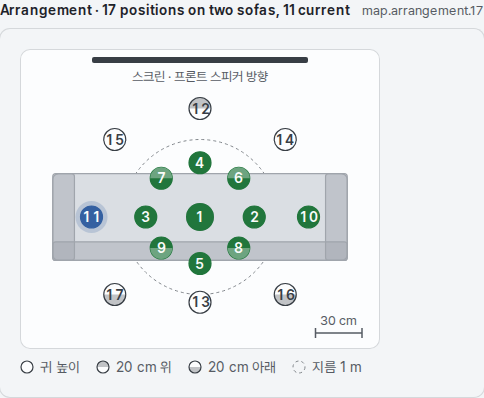 Arrangement · 17 positions on two sofas, 11 current
map.arrangement.17
스크린 · 프론트 스피커 방향
12
15
14
4
7
6
11
3
1
2
10
9
8
5
17
13
16
30 cm
귀 높이
20 cm 위
20 cm 아래
지름 1 m